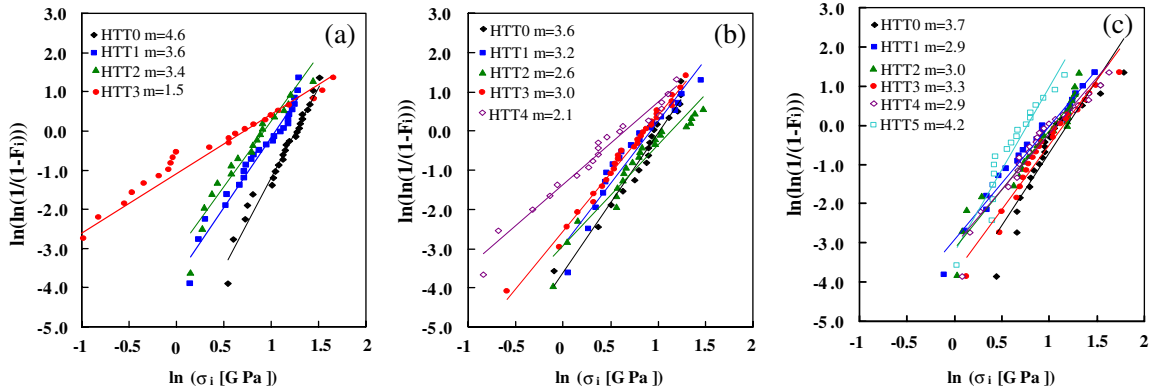 (a)
HTT0 m=4.6
HTT1 m=3.6
HTT2 m=3.4
HTT3 m=1.5
3.0
2.0
1.0
0.0
-1.0
-2.0
-3.0
-4.0
-5.0
-1 -0.5 0 0.5 1 1.5 2
ln(ln(1/(1-Fi))))
ln (σi [G Pa])
(b)
HTT0 m=3.6
HTT1 m=3.2
HTT2 m=2.6
HTT3 m=3.0
HTT4 m=2.1
3.0
2.0
1.0
0.0
-1.0
-2.0
-3.0
-4.0
-5.0
-1 -0.5 0 0.5 1 1.5 2
ln(ln(1/(1-Fi))))
ln (σi [G Pa])
(c)
HTT0 m=3.7
HTT1 m=2.9
HTT2 m=3.0
HTT3 m=3.3
HTT4 m=2.9
HTT5 m=4.2
3.0
2.0
1.0
0.0
-1.0
-2.0
-3.0
-4.0
-5.0
-1 -0.5 0 0.5 1 1.5 2
ln(ln(1/(1-Fi))))
ln (σi [G Pa])